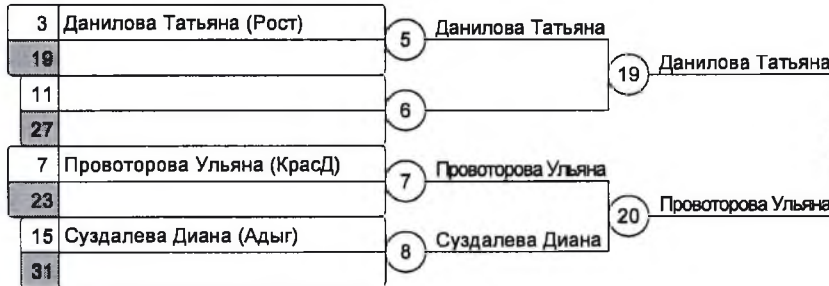 3 Данилова Татьяна (Рост)
5 Данилова Татьяна
19
19 Данилова Татьяна
11
6
27
7 Провоторова Ульяна (КрасД)
7 Провоторова Ульяна
23
20 Провоторова Ульяна
15 Суздалева Диана (Адыг)
8 Суздалева Диана
31